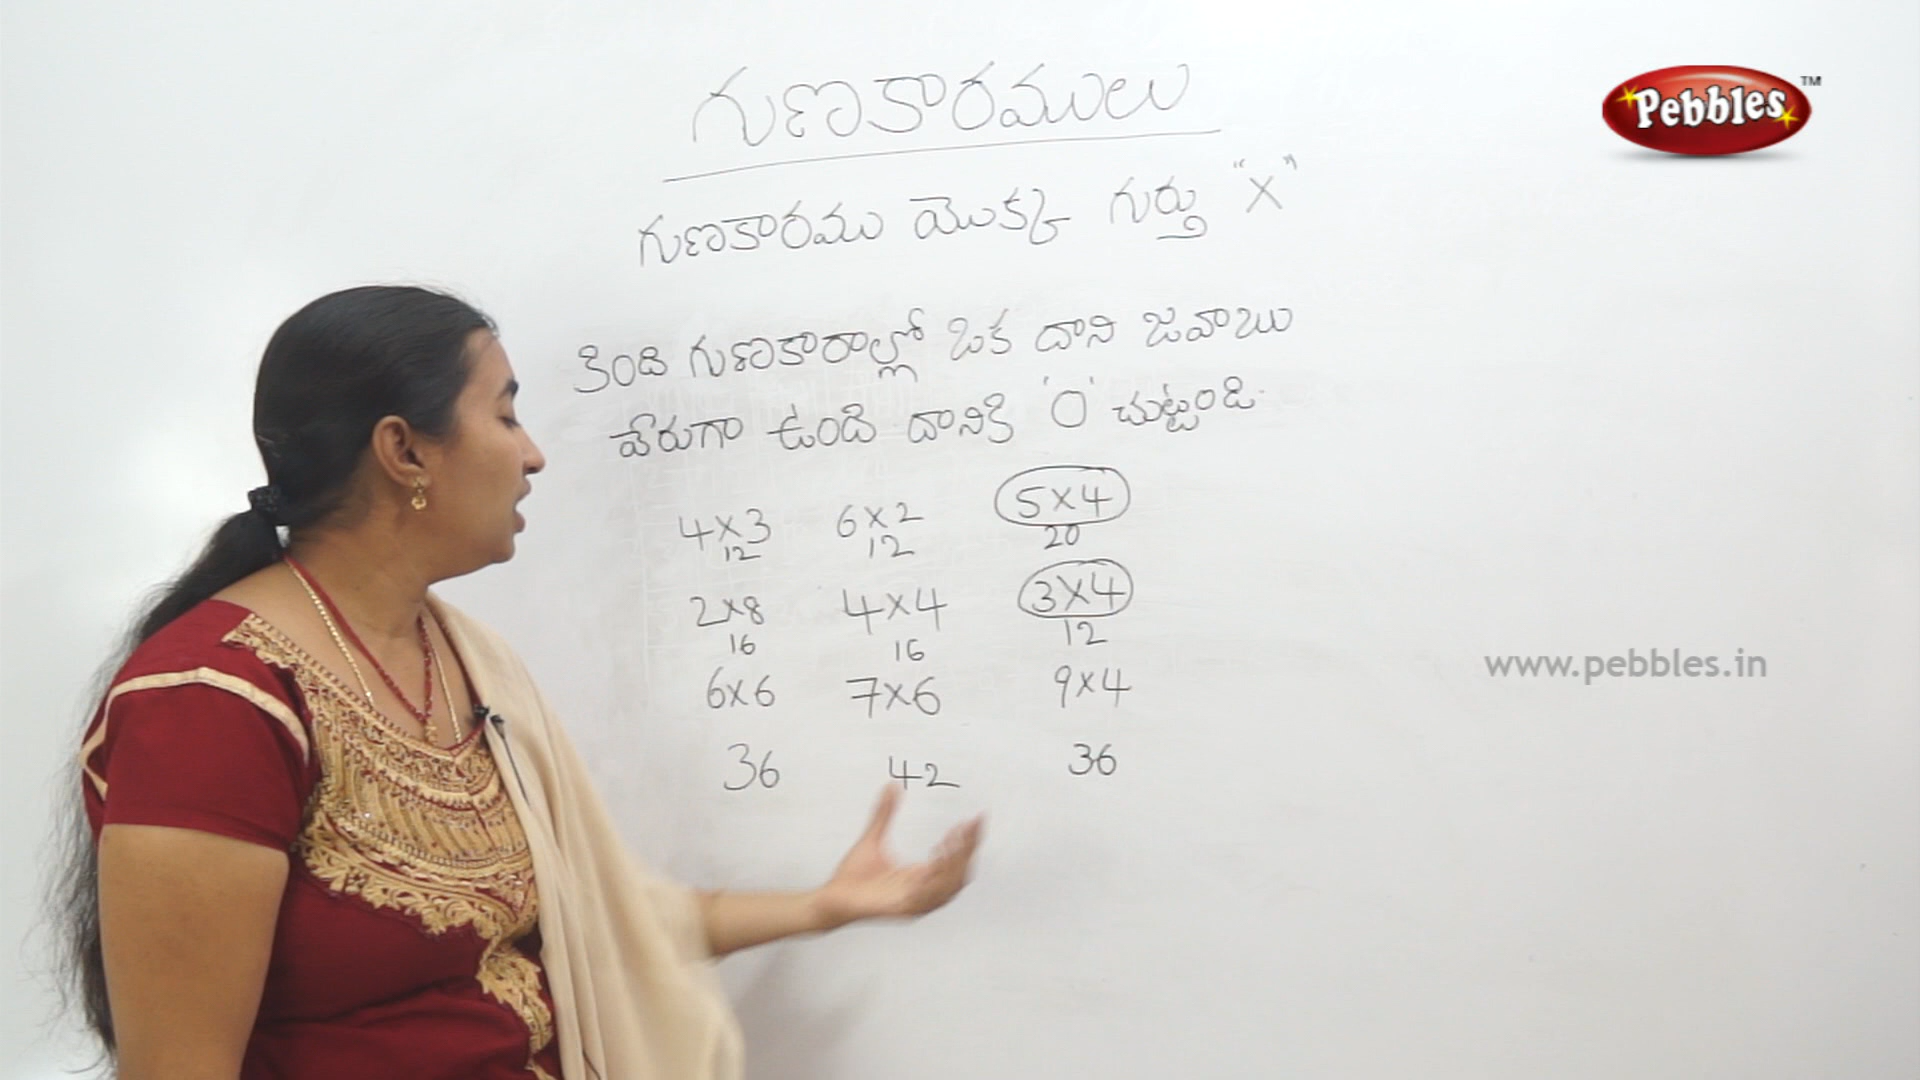 Pebbles TM
గుణకారములు
గుణకారము యొక్క గుర్తు "X"
కింది గుణకారాల్లో ఒక దాని జవాబు
వేరుగా ఉంది దానికి 'O' చుట్టండి.
4x3 6x2 5x4
12 12 20
2x8 4x4 3x4
16 16 12
6x6 7x6 9x4
36 42 36
www.pebbles.in